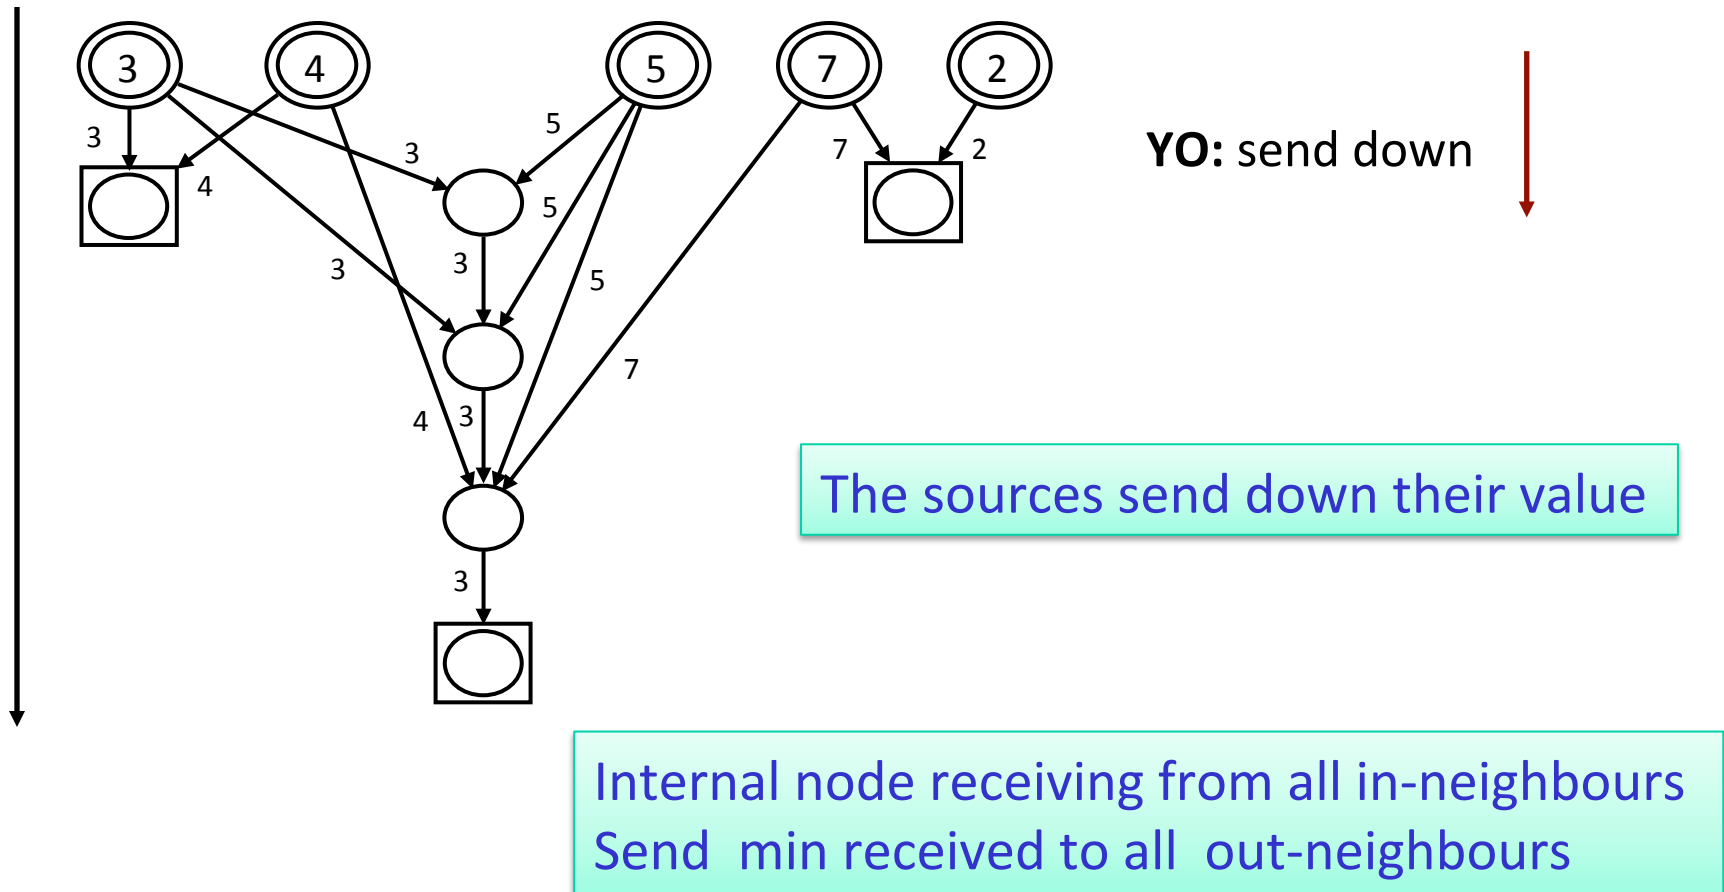 3 4 5 7 2
3 4 3 5 7 2
YO: send down
5
3 3 5
7
4 3
The sources send down their value
3
Internal node receiving from all in-neighbours
Send min received to all out-neighbours